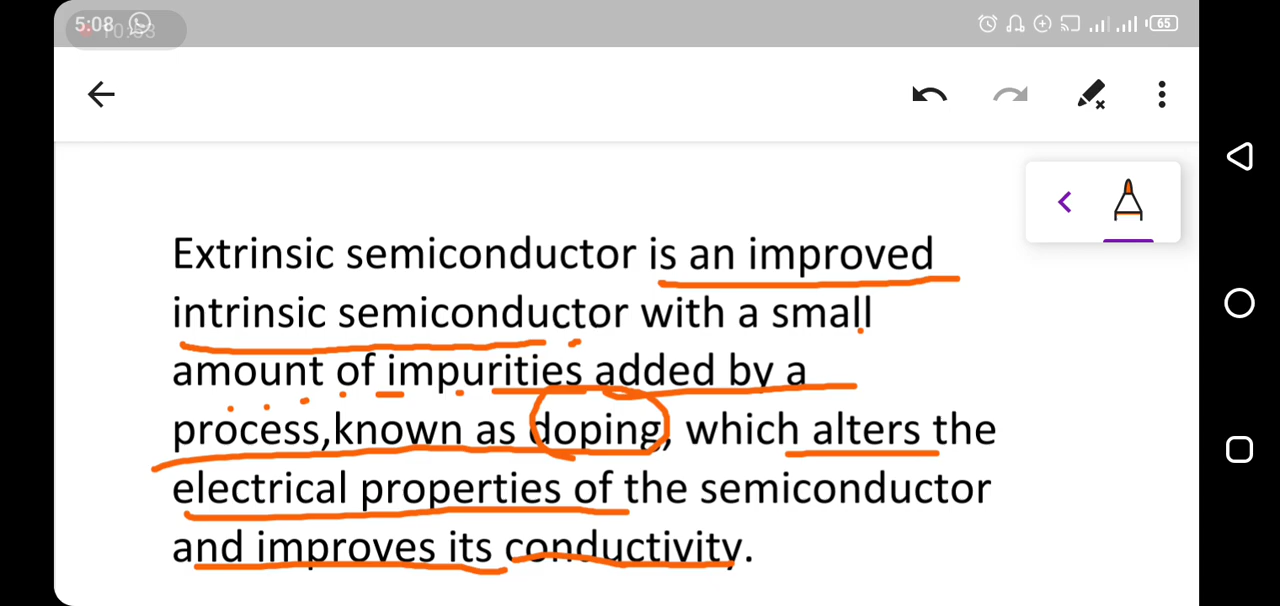 5:08
65
Extrinsic semiconductor is an improved
intrinsic semiconductor with a small
amount of impurities added by a
process,known as doping, which alters the
electrical properties of the semiconductor
and improves its conductivity.